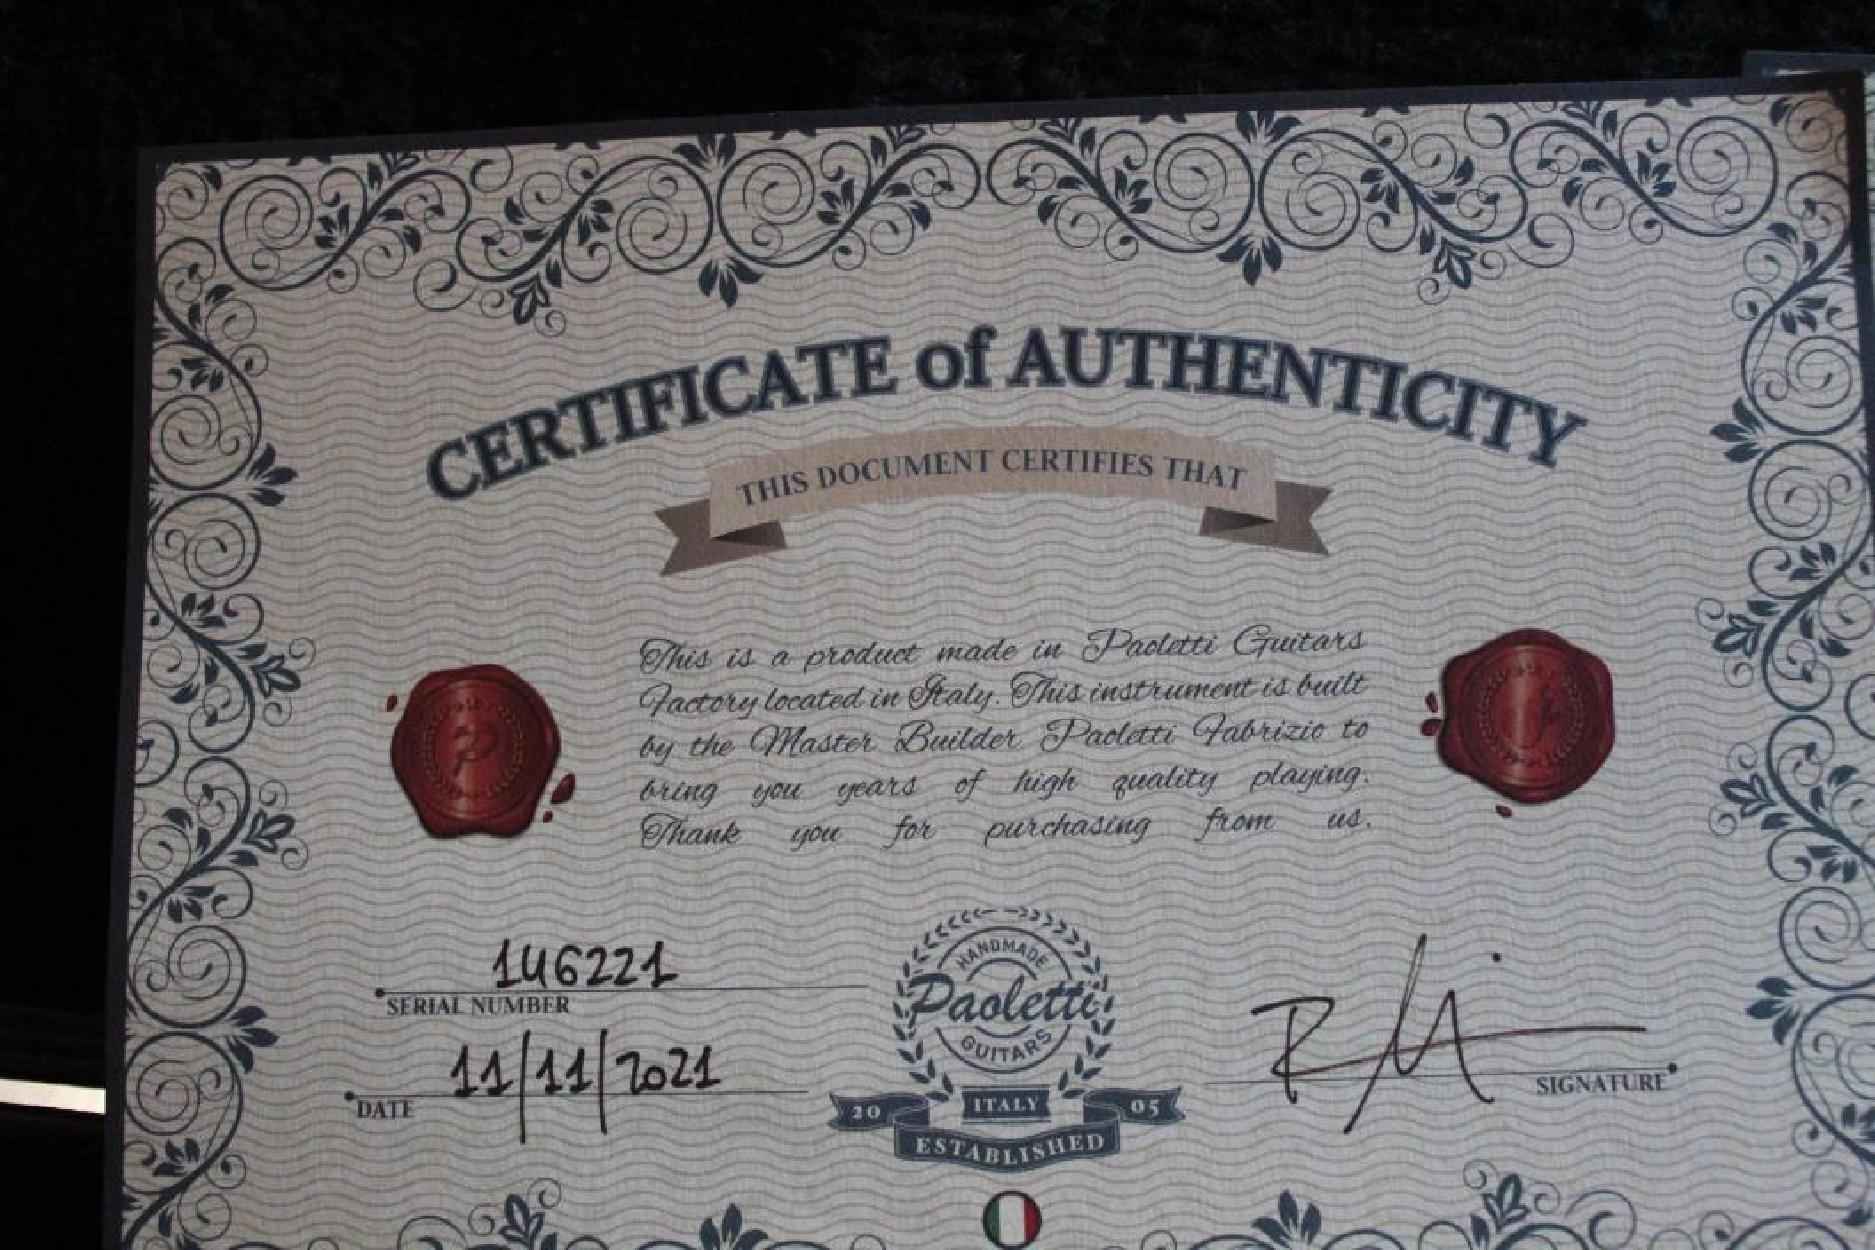 CERTIFICATE of AUTHENTICITY
THIS DOCUMENT CERTIFIES THAT
This is a product made in Paoletti Guitars
Factory located in Italy. This instrument is built
by the Master Builder Paoletti Fabrizio to
bring you years of high quality playing.
Thank you for purchasing from us.
146221
SERIAL NUMBER
11/11/2021
DATE
HANDMADE
Paoletti
GUITARS
20 ITALY 05
ESTABLISHED
SIGNATURE